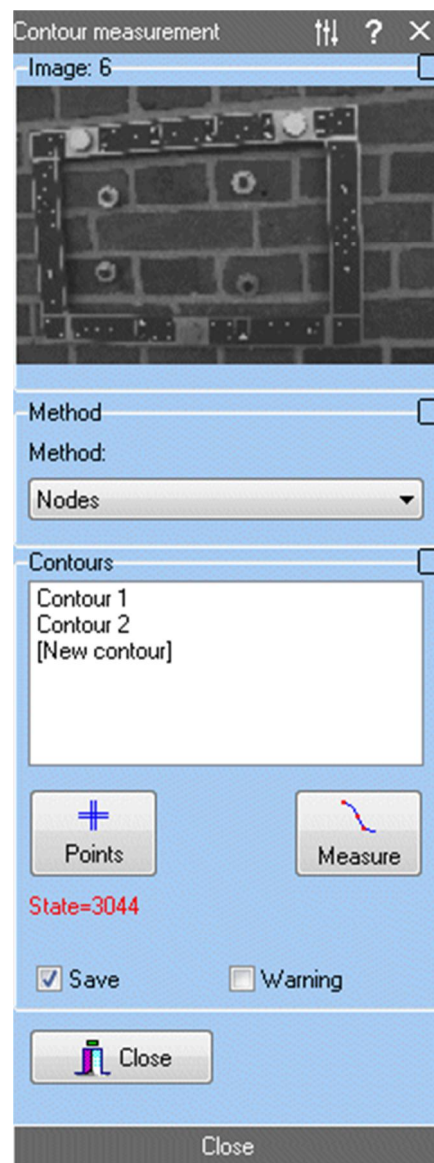 Contour measurement ?
Image: 6
Method
Method:
Nodes
Contours
Contour 1
Contour 2
[New contour]
Points
Measure
State=3044
Save
Warning
Close
Close